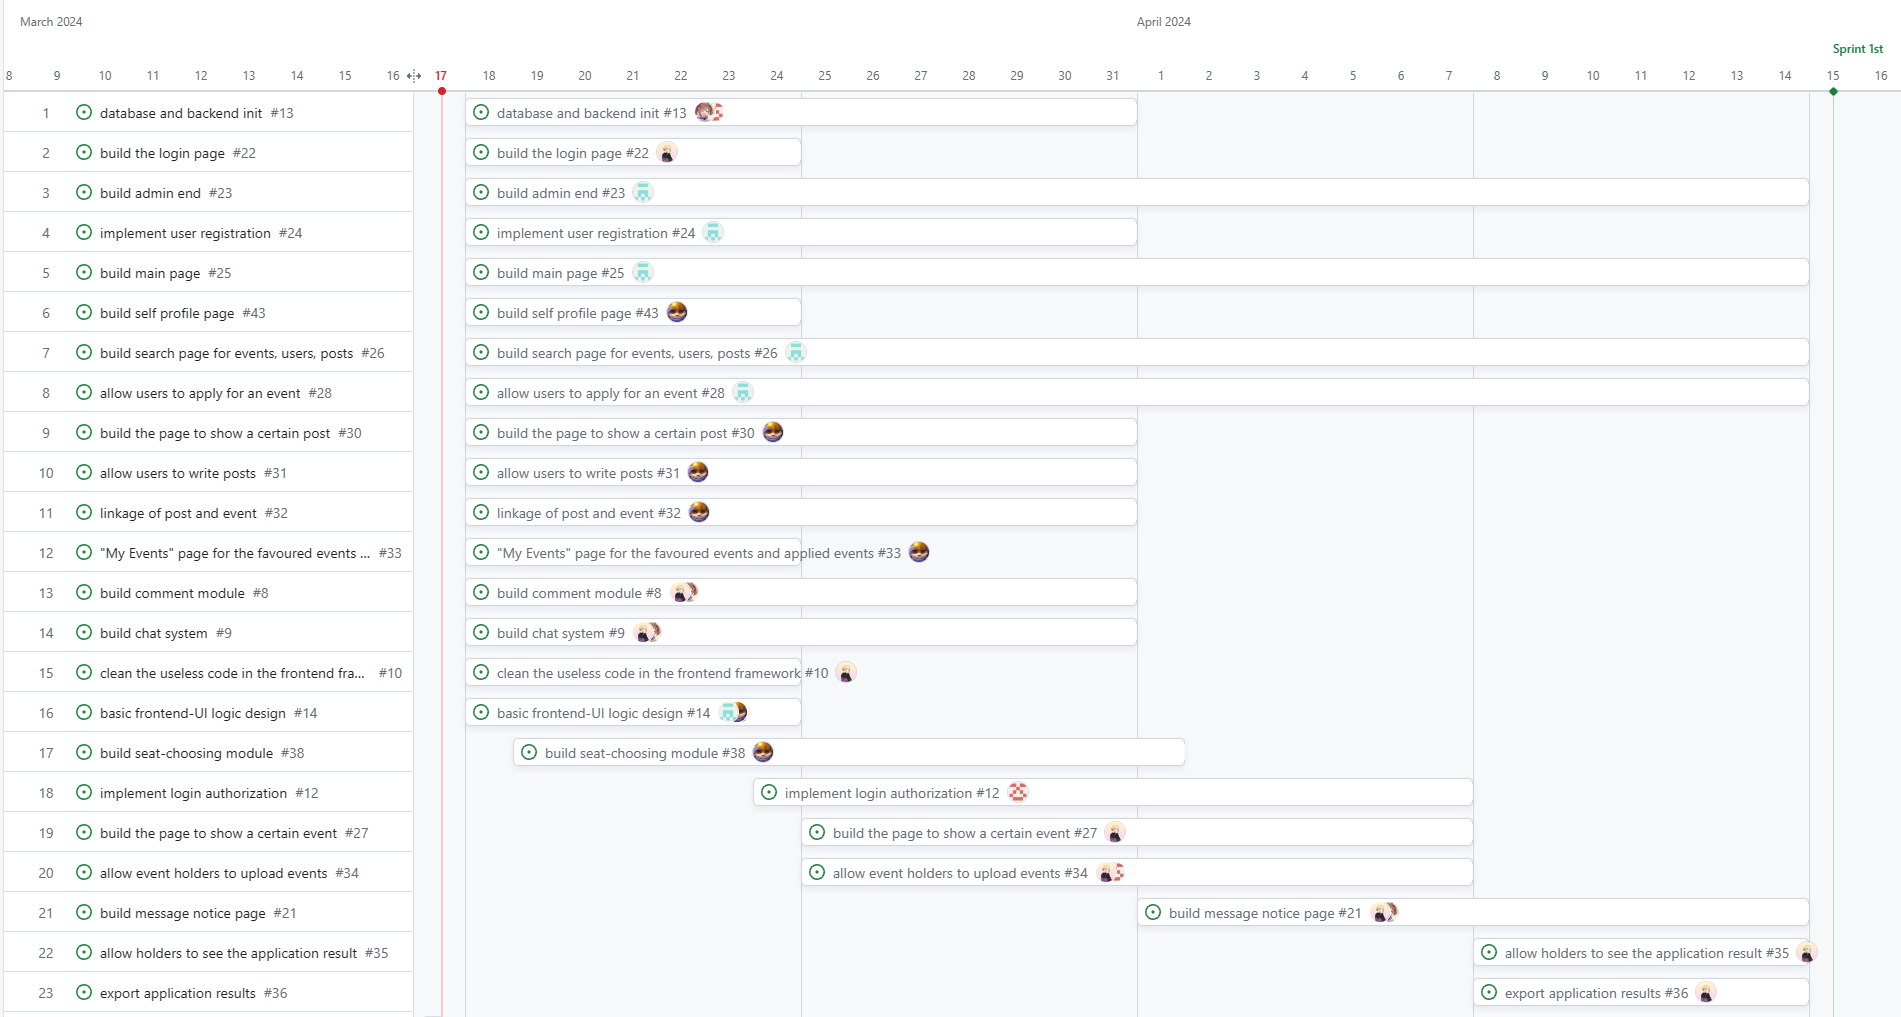 March 2024 April 2024
Sprint 1st
8 9 10 11 12 13 14 15 16 17 18 19 20 21 22 23 24 25 26 27 28 29 30 31 1 2 3 4 5 6 7 8 9 10 11 12 13 14 15 16
1 database and backend init #13 database and backend init #13
2 build the login page #22 build the login page #22
3 build admin end #23 build admin end #23
4 implement user registration #24 implement user registration #24
5 build main page #25 build main page #25
6 build self profile page #43 build self profile page #43
7 build search page for events, users, posts #26 build search page for events, users, posts #26
8 allow users to apply for an event #28 allow users to apply for an event #28
9 build the page to show a certain post #30 build the page to show a certain post #30
10 allow users to write posts #31 allow users to write posts #31
11 linkage of post and event #32 linkage of post and event #32
12 "My Events" page for the favoured events ... #33 "My Events" page for the favoured events and applied events #33
13 build comment module #8 build comment module #8
14 build chat system #9 build chat system #9
15 clean the useless code in the frontend fra... #10 clean the useless code in the frontend framework #10
16 basic frontend-UI logic design #14 basic frontend-UI logic design #14
17 build seat-choosing module #38 build seat-choosing module #38
18 implement login authorization #12 implement login authorization #12
19 build the page to show a certain event #27 build the page to show a certain event #27
20 allow event holders to upload events #34 allow event holders to upload events #34
21 build message notice page #21 build message notice page #21
22 allow holders to see the application result #35 allow holders to see the application result #35
23 export application results #36 export application results #36